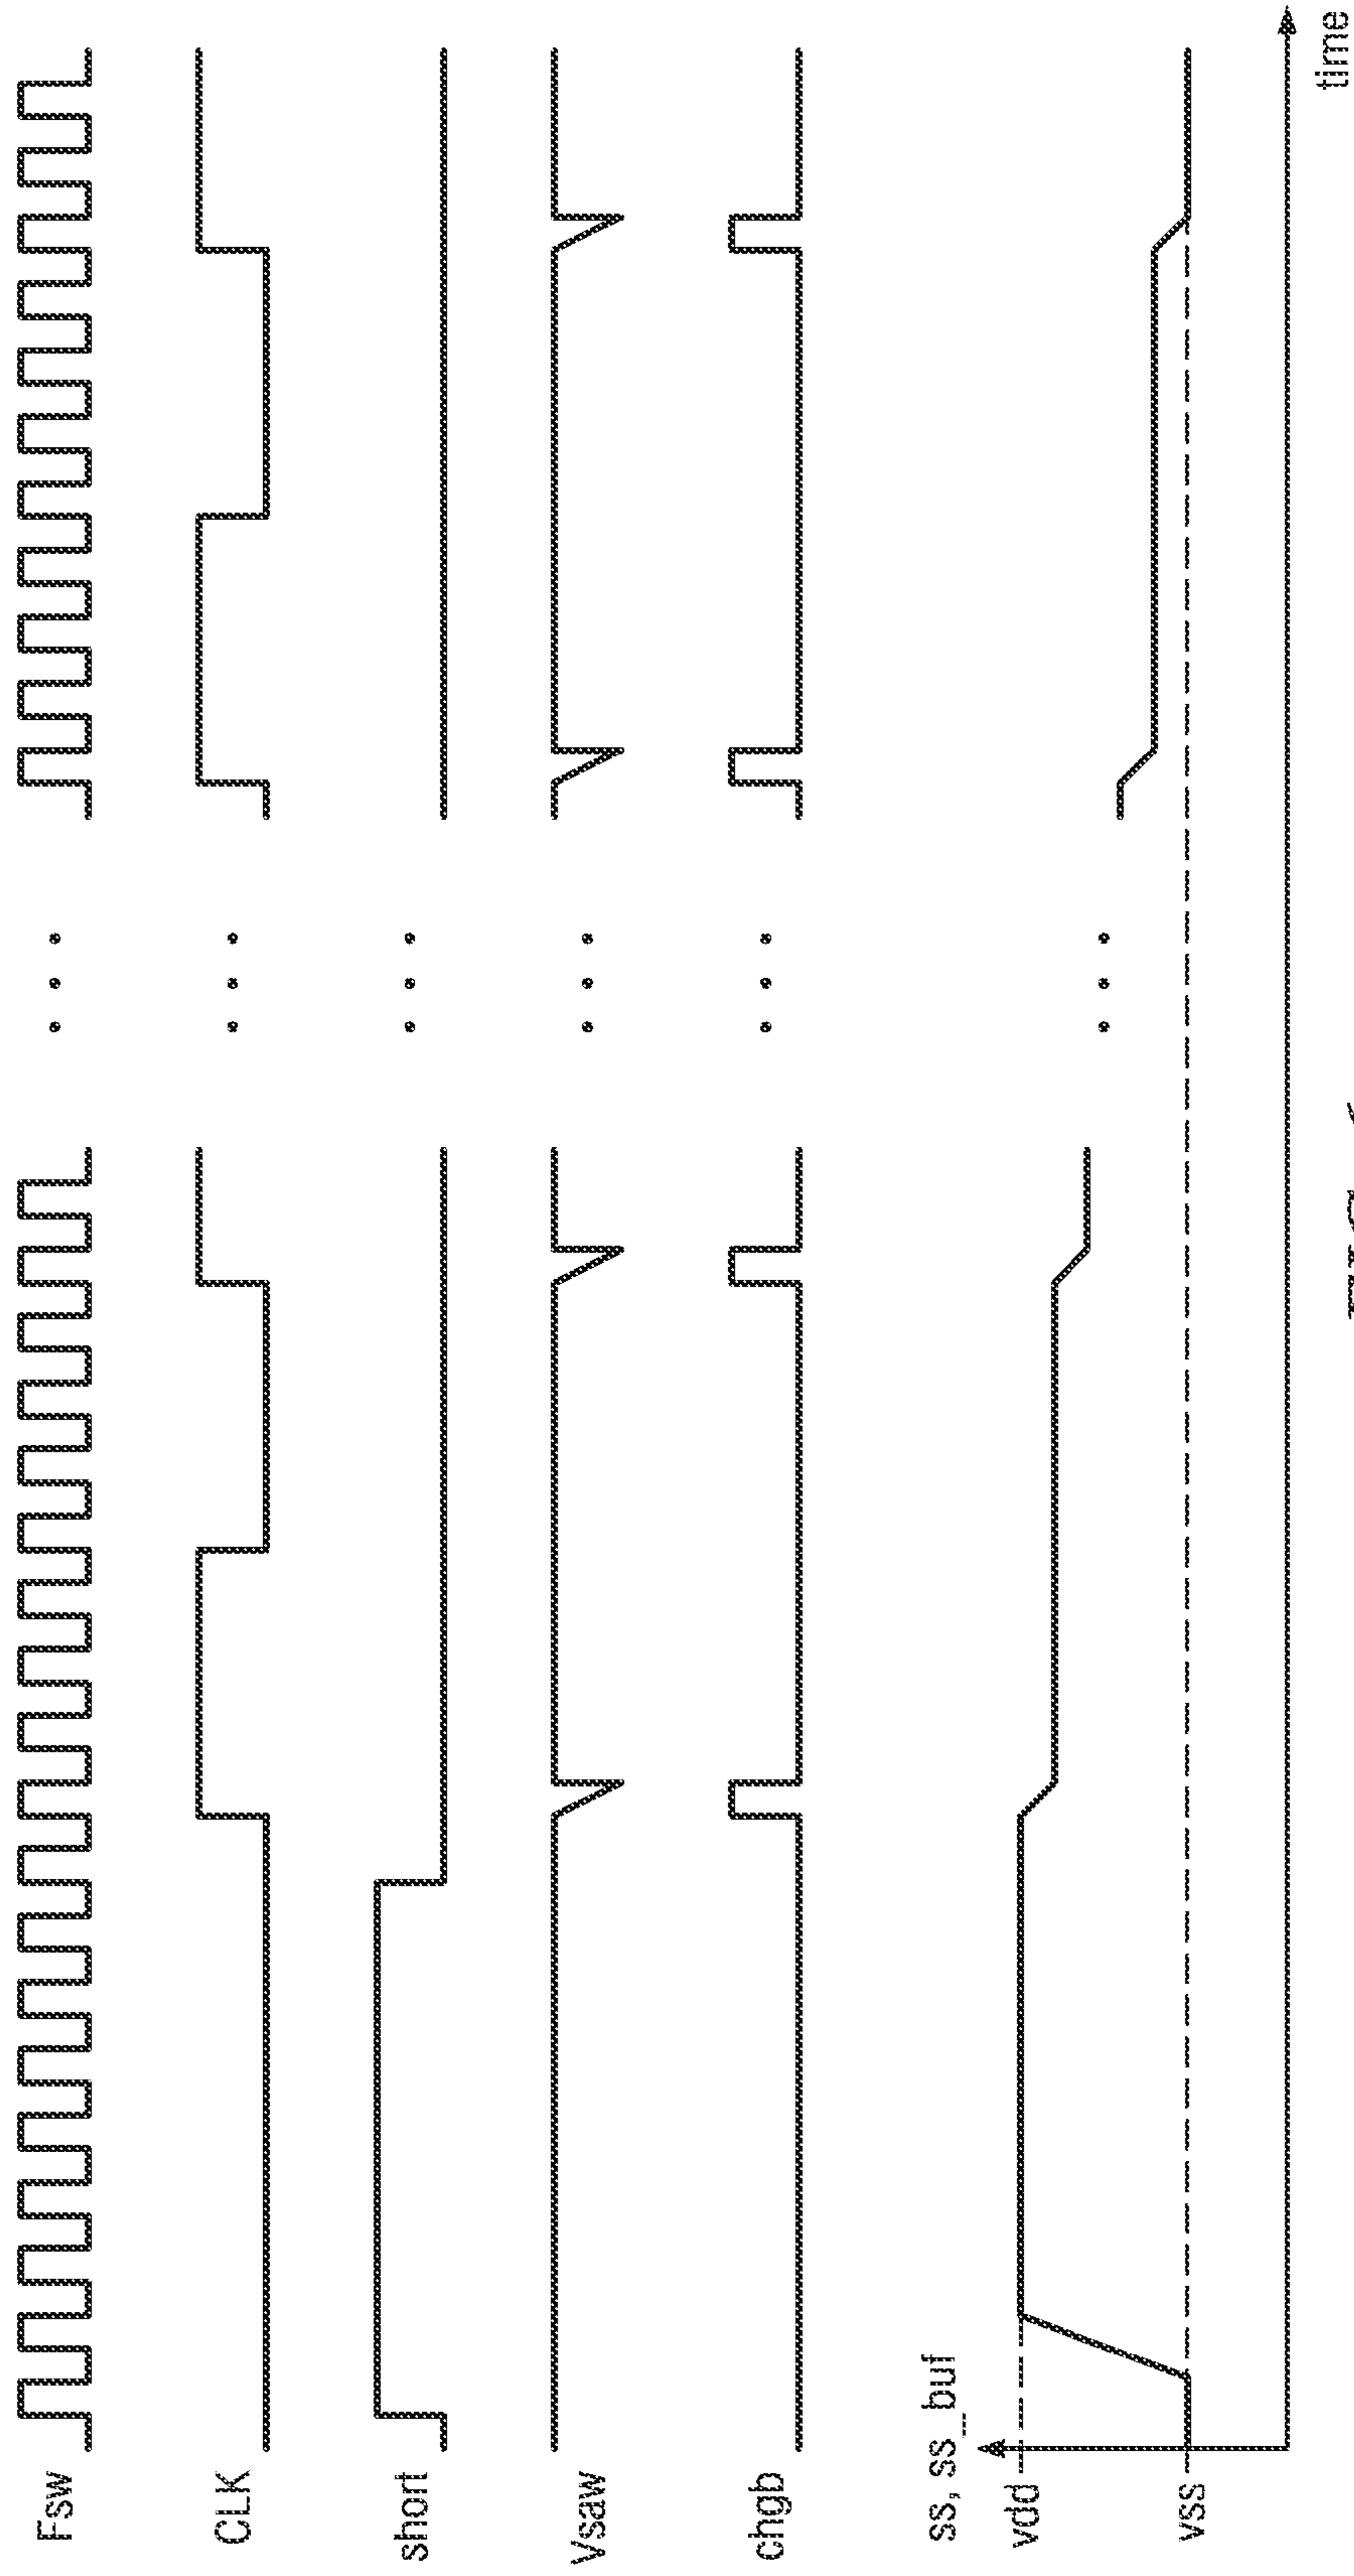 Fsw
CLK
short
Vsaw
chgb
ss, ss_buf
vdd
vss
time